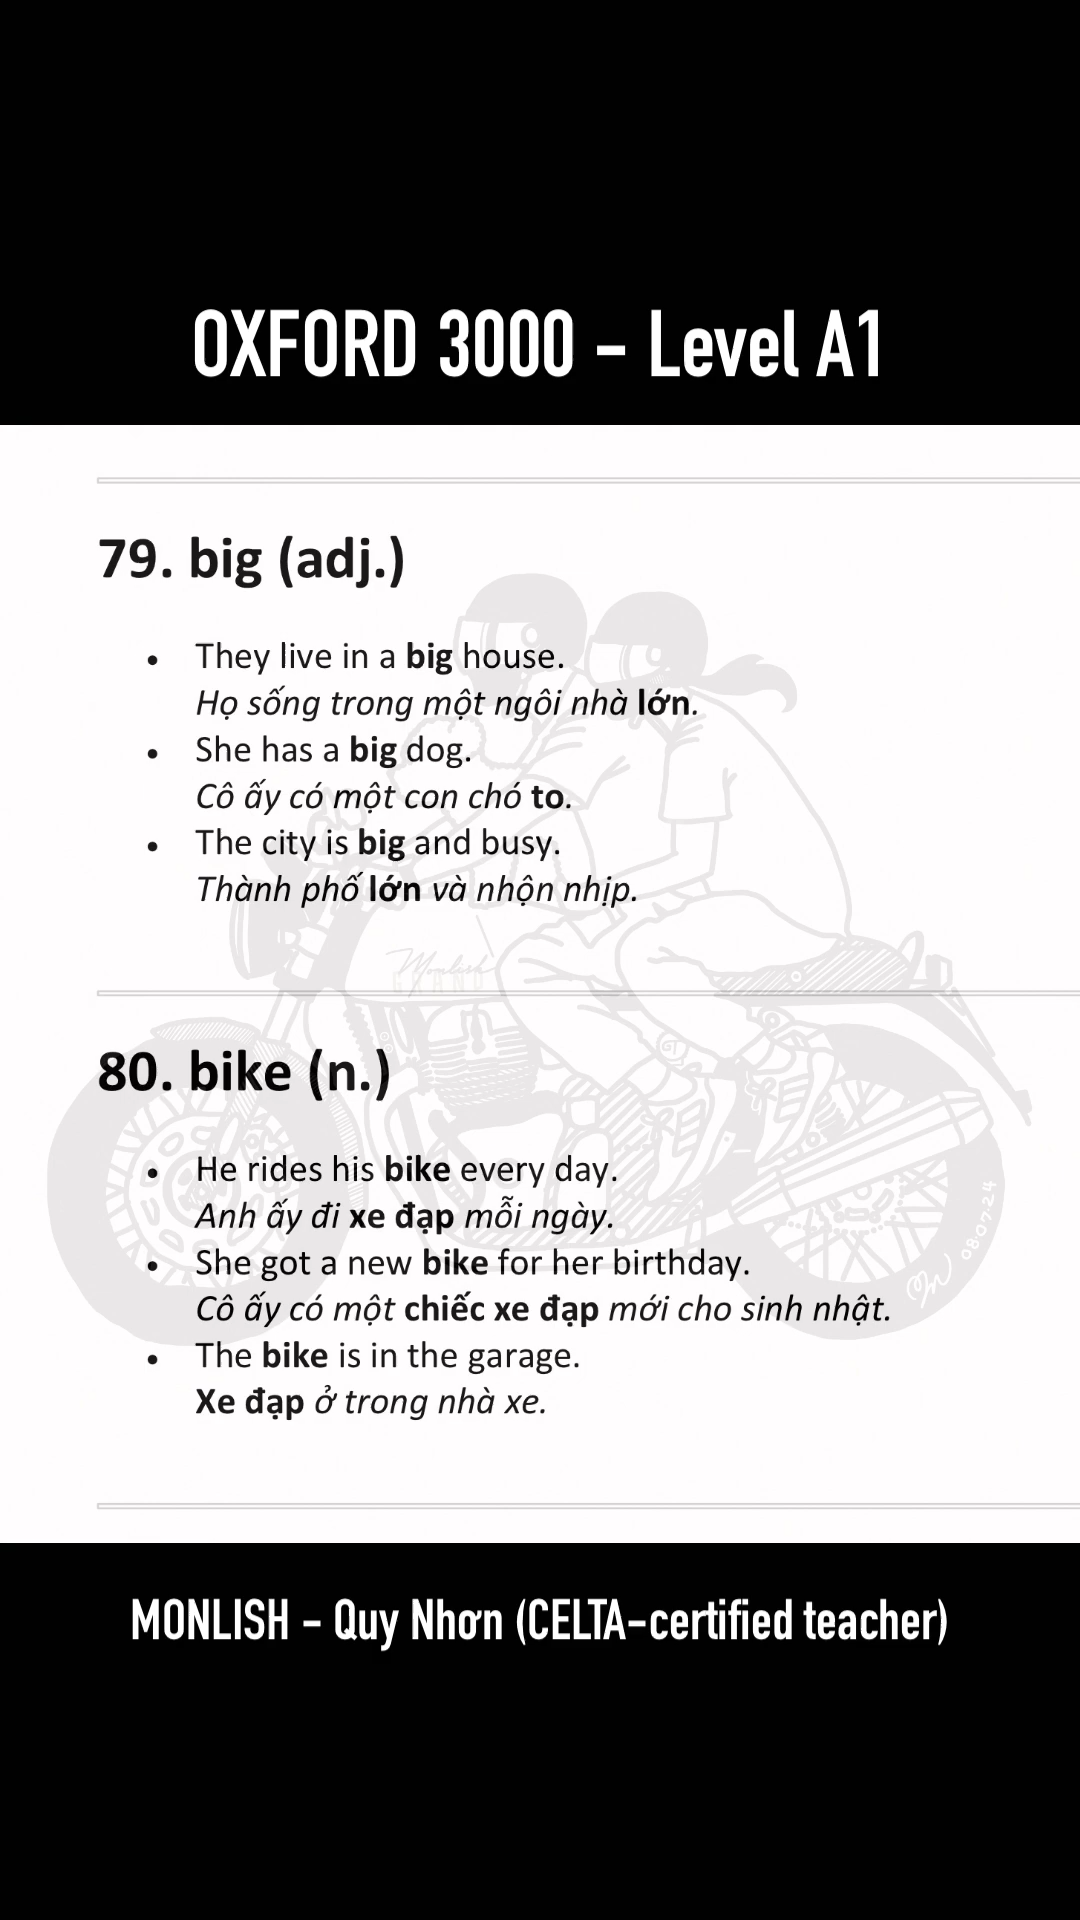 OXFORD 3000 – Level A1
79. big (adj.)
• They live in a big house.
Họ sống trong một ngôi nhà lớn.
• She has a big dog.
Cô ấy có một con chó to.
• The city is big and busy.
Thành phố lớn và nhộn nhịp.
Monlish
GRAND
80. bike (n.)
GT
• He rides his bike every day.
Anh ấy đi xe đạp mỗi ngày.
• She got a new bike for her birthday.
Cô ấy có một chiếc xe đạp mới cho sinh nhật.
• The bike is in the garage.
Xe đạp ở trong nhà xe.
080724
MONLISH – Quy Nhơn (CELTA-certified teacher)